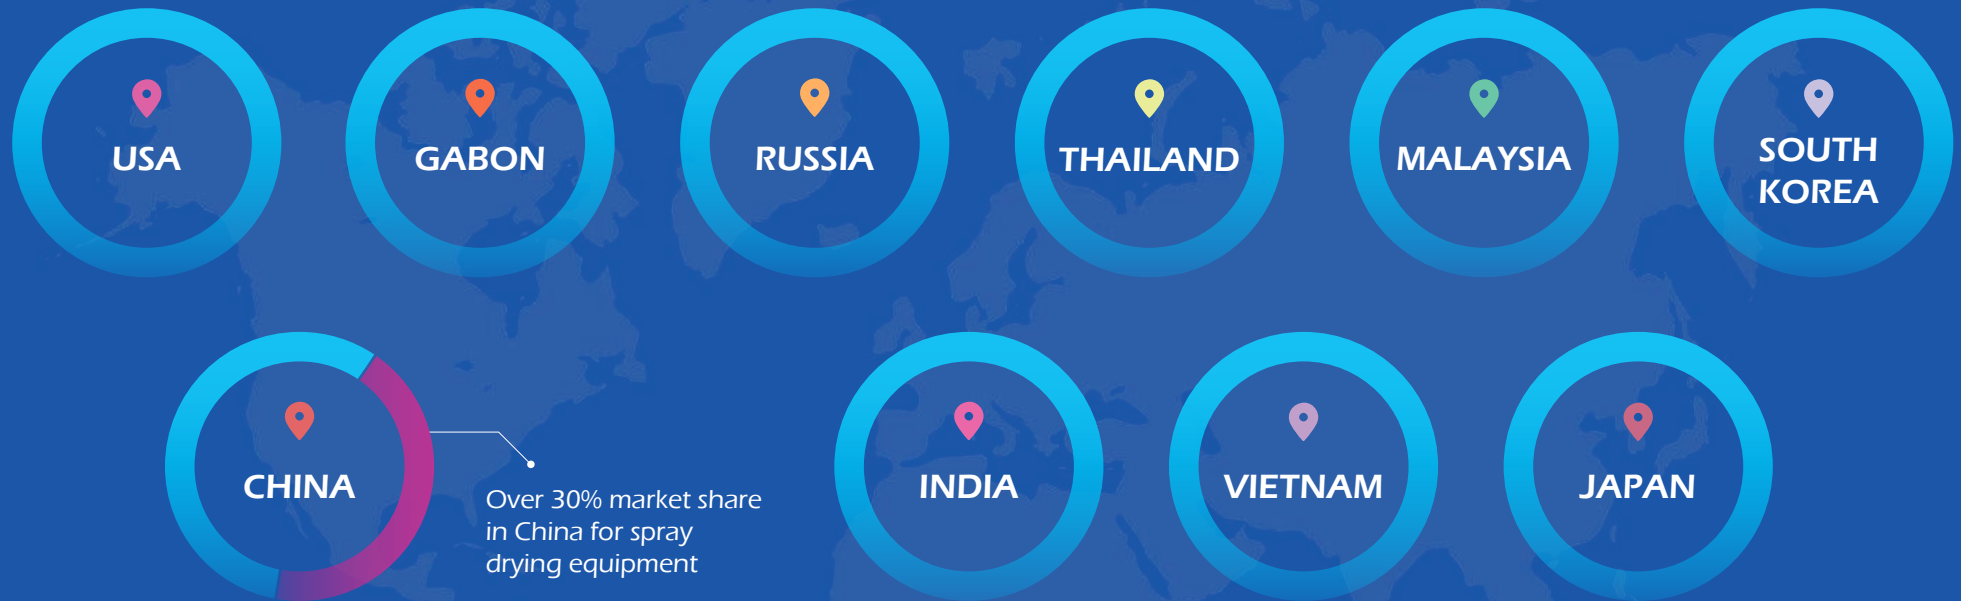 USA
GABON
RUSSIA
THAILAND
MALAYSIA
SOUTH
KOREA
CHINA
Over 30% market share
in China for spray
drying equipment
INDIA
VIETNAM
JAPAN